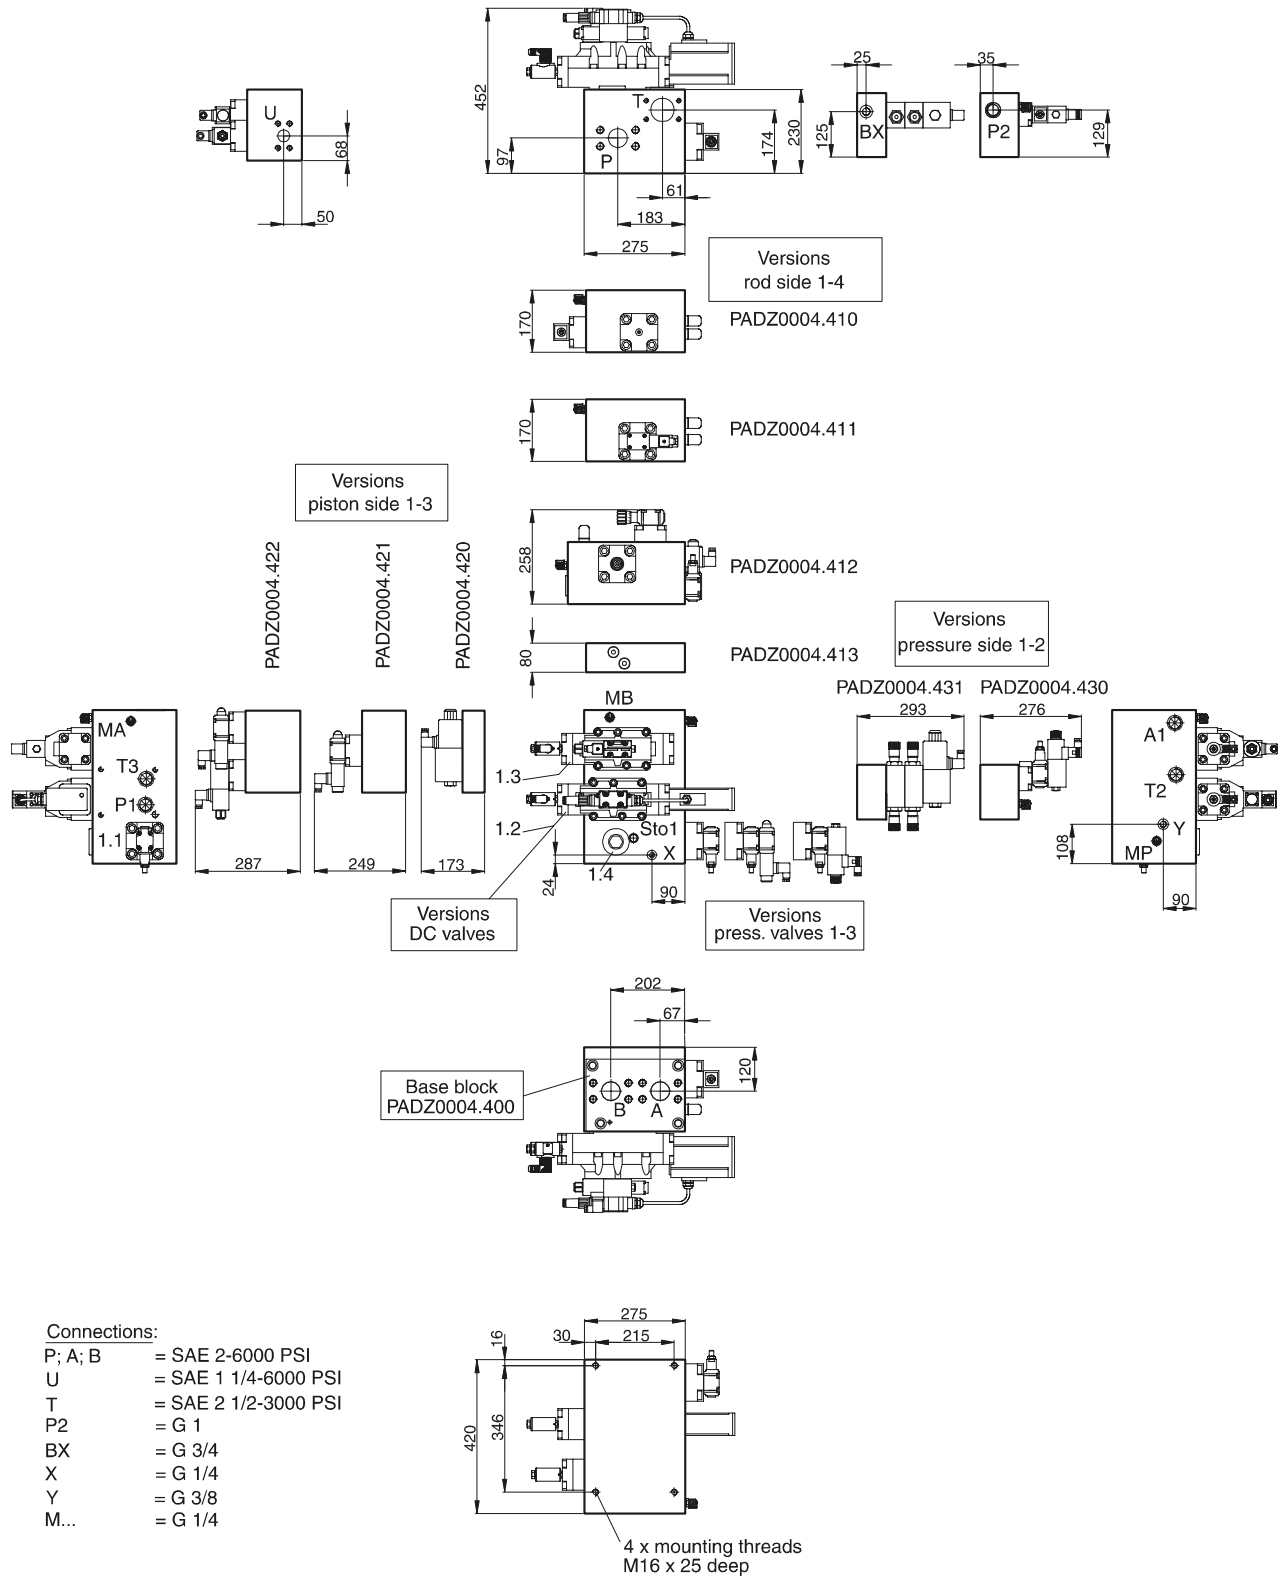 452
T
P
97
174
230
61
183
275
U
68
50
25
BX
125
35
P2
129
Versions
rod side 1-4
170
PADZ0004.410
170
PADZ0004.411
Versions
piston side 1-3
PADZ0004.422
PADZ0004.421
PADZ0004.420
258
PADZ0004.412
80
PADZ0004.413
Versions
pressure side 1-2
PADZ0004.431
PADZ0004.430
293
276
MA
T3
P1
1.1
287
249
173
MB
1.3
1.2
Sto1
X
1.4
24
90
A1
T2
Y
MP
108
90
Versions
DC valves
Versions
press. valves 1-3
202
67
120
B
A
Base block
PADZ0004.400
275
30
215
16
346
420
4 x mounting threads
M16 x 25 deep
Connections:
P; A; B = SAE 2-6000 PSI
U = SAE 1 1/4-6000 PSI
T = SAE 2 1/2-3000 PSI
P2 = G 1
BX = G 3/4
X = G 1/4
Y = G 3/8
M... = G 1/4